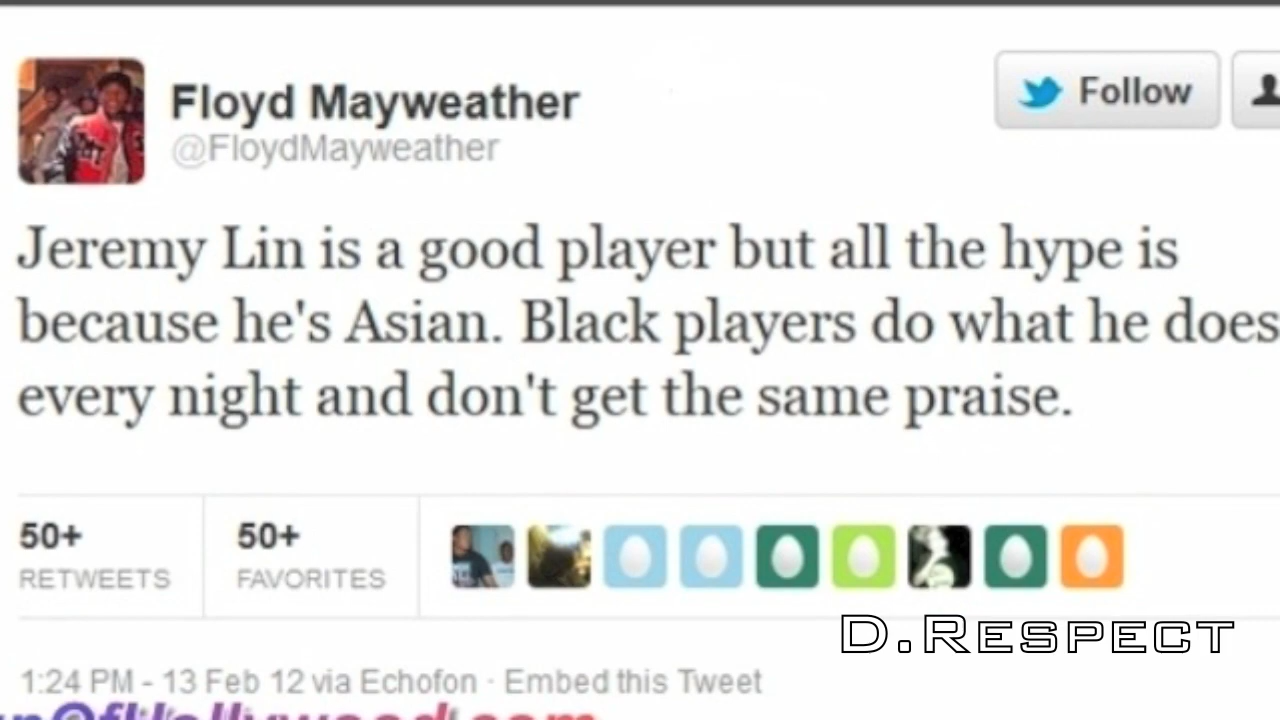 Floyd Mayweather
Follow
@FloydMayweather
Jeremy Lin is a good player but all the hype is
because he's Asian. Black players do what he does
every night and don't get the same praise.
50+
50+
RETWEETS
FAVORITES
D.RESPECT
1:24 PM - 13 Feb 12 via Echofon · Embed this Tweet